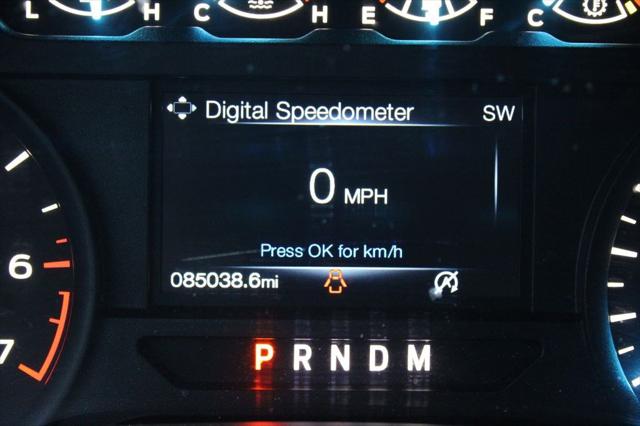 L H C H E F C
Digital Speedometer SW
0 MPH
Press OK for km/h
6
085038.6mi
7
P R N D M